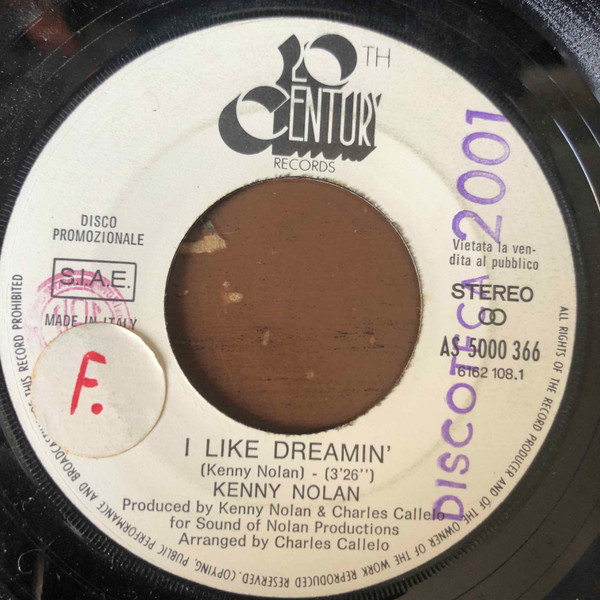 20TH
CENTURY
RECORDS
DISCO
PROMOZIONALE
S.I.A.E.
MADE IN ITALY
F.
DISCOTECA 2001
Vietata la ven-
dita al pubblico
STEREO
AS 5000 366
6162 108.1
I LIKE DREAMIN'
(Kenny Nolan) - (3'26'')
KENNY NOLAN
Produced by Kenny Nolan & Charles Callelo
for Sound of Nolan Productions
Arranged by Charles Callelo
ALL RIGHTS OF THE RECORD PRODUCER AND OF THE OWNER OF THE WORK REPRODUCED RESERVED. COPYING, PUBLIC PERFORMANCE AND BROADCASTING THIS RECORD PROHIBITED